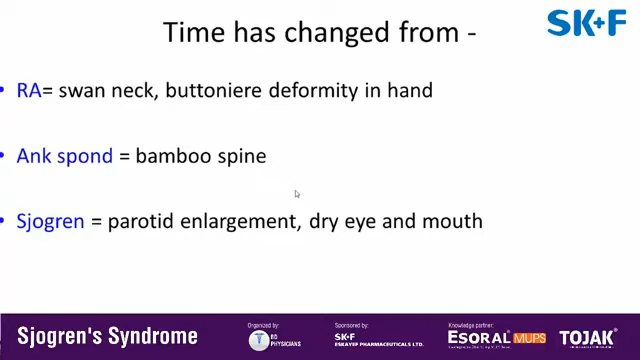 Time has changed from -
SK+F
• RA= swan neck, buttoniere deformity in hand
• Ank spond = bamboo spine
• Sjogren = parotid enlargement, dry eye and mouth
Sjogren's Syndrome
Organized by:
PHYSICIANS
Sponsored by:
SK+F
ESKAYEF PHARMACEUTICALS LTD.
Knowledge partner:
ESORAL MUPS
TOJAK